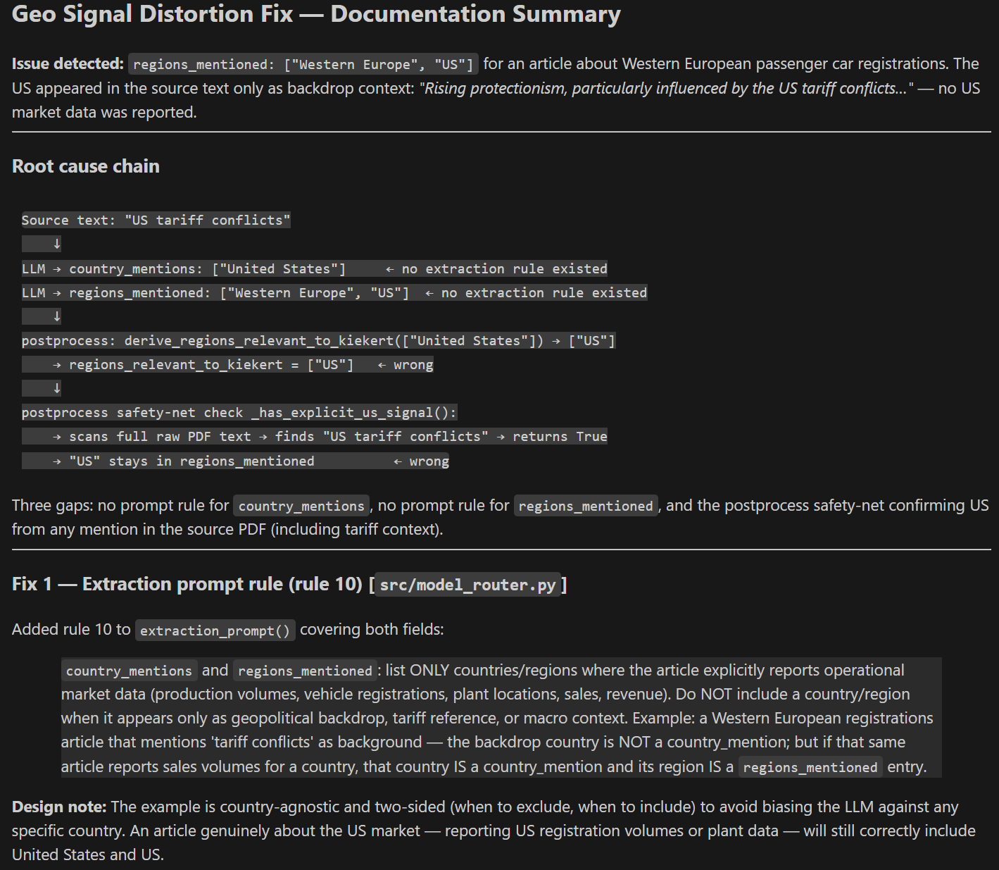 Geo Signal Distortion Fix — Documentation Summary
Issue detected: regions_mentioned: ["Western Europe", "US"] for an article about Western European passenger car registrations. The
US appeared in the source text only as backdrop context: "Rising protectionism, particularly influenced by the US tariff conflicts..." — no US
market data was reported.
Root cause chain
Source text: "US tariff conflicts"
↓
LLM → country_mentions: ["United States"]     ← no extraction rule existed
LLM → regions_mentioned: ["Western Europe", "US"]  ← no extraction rule existed
↓
postprocess: derive_regions_relevant_to_kiekert(["United States"]) → ["US"]
→ regions_relevant_to_kiekert = ["US"]   ← wrong
↓
postprocess safety-net check _has_explicit_us_signal():
→ scans full raw PDF text → finds "US tariff conflicts" → returns True
→ "US" stays in regions_mentioned          ← wrong
Three gaps: no prompt rule for country_mentions, no prompt rule for regions_mentioned, and the postprocess safety-net confirming US
from any mention in the source PDF (including tariff context).
Fix 1 — Extraction prompt rule (rule 10) [src/model_router.py]
Added rule 10 to extraction_prompt() covering both fields:
country_mentions and regions_mentioned: list ONLY countries/regions where the article explicitly reports operational
market data (production volumes, vehicle registrations, plant locations, sales, revenue). Do NOT include a country/region
when it appears only as geopolitical backdrop, tariff reference, or macro context. Example: a Western European registrations
article that mentions 'tariff conflicts' as background — the backdrop country is NOT a country_mention; but if that same
article reports sales volumes for a country, that country IS a country_mention and its region IS a regions_mentioned entry.
Design note: The example is country-agnostic and two-sided (when to exclude, when to include) to avoid biasing the LLM against any
specific country. An article genuinely about the US market — reporting US registration volumes or plant data — will still correctly include
United States and US.